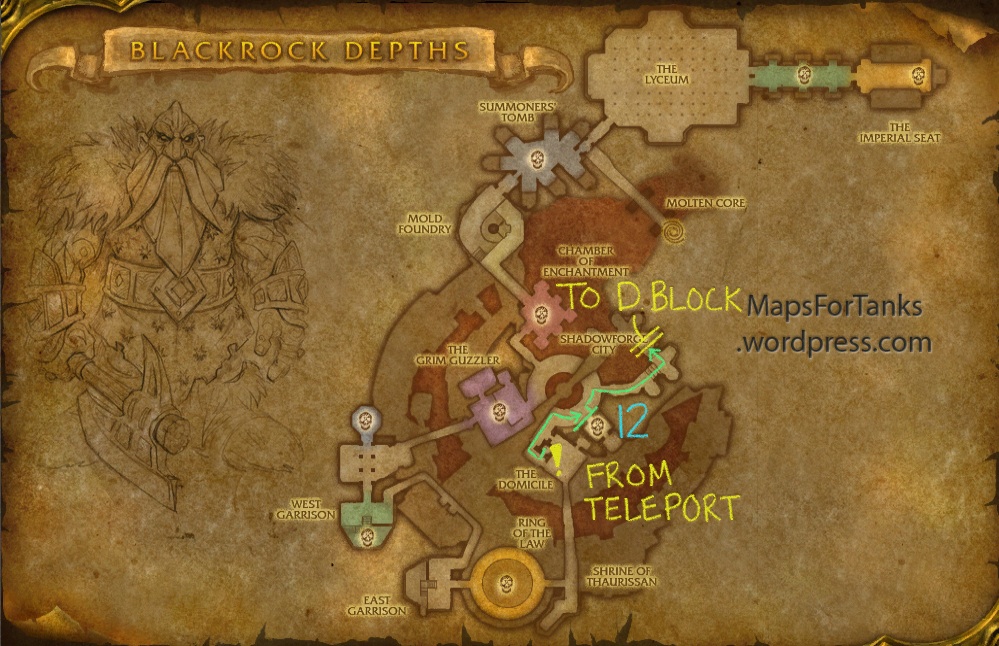 BLACKROCK DEPTHS
THE
LYCEUM
SUMMONERS'
TOMB
THE
IMPERIAL SEAT
MOLTEN CORE
MOLD
FOUNDRY
CHAMBER
OF
ENCHANTMENT
TO D.BLOCK
MapsForTanks
.wordpress.com
SHADOWFORGE
CITY
THE
GRIM GUZZLER
12
!
THE
DOMICILE
FROM
TELEPORT
WEST
GARRISON
RING
OF THE
LAW
SHRINE OF
THAURISSAN
EAST
GARRISON